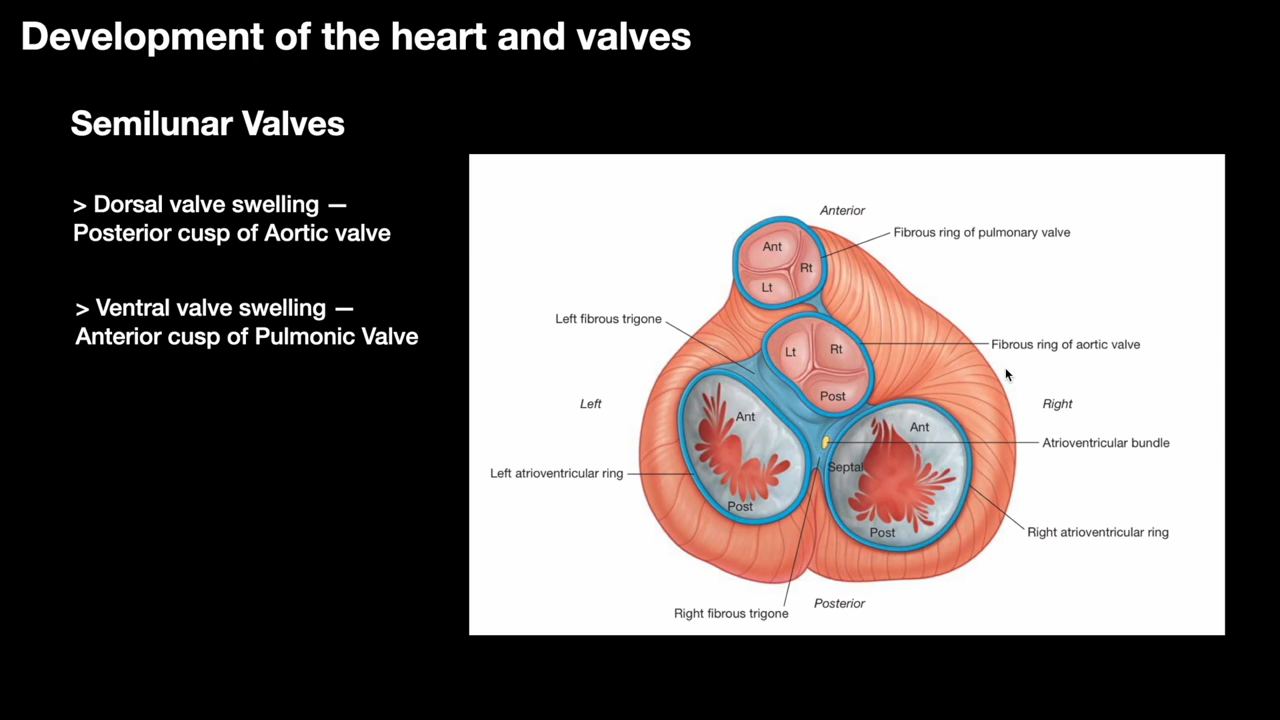 Development of the heart and valves
Semilunar Valves
> Dorsal valve swelling —
Posterior cusp of Aortic valve
> Ventral valve swelling —
Anterior cusp of Pulmonic Valve
Anterior
Fibrous ring of pulmonary valve
Ant
Rt
Lt
Left fibrous trigone
Fibrous ring of aortic valve
Lt
Rt
Post
Left
Right
Ant
Ant
Atrioventricular bundle
Septal
Left atrioventricular ring
Post
Post
Right atrioventricular ring
Posterior
Right fibrous trigone